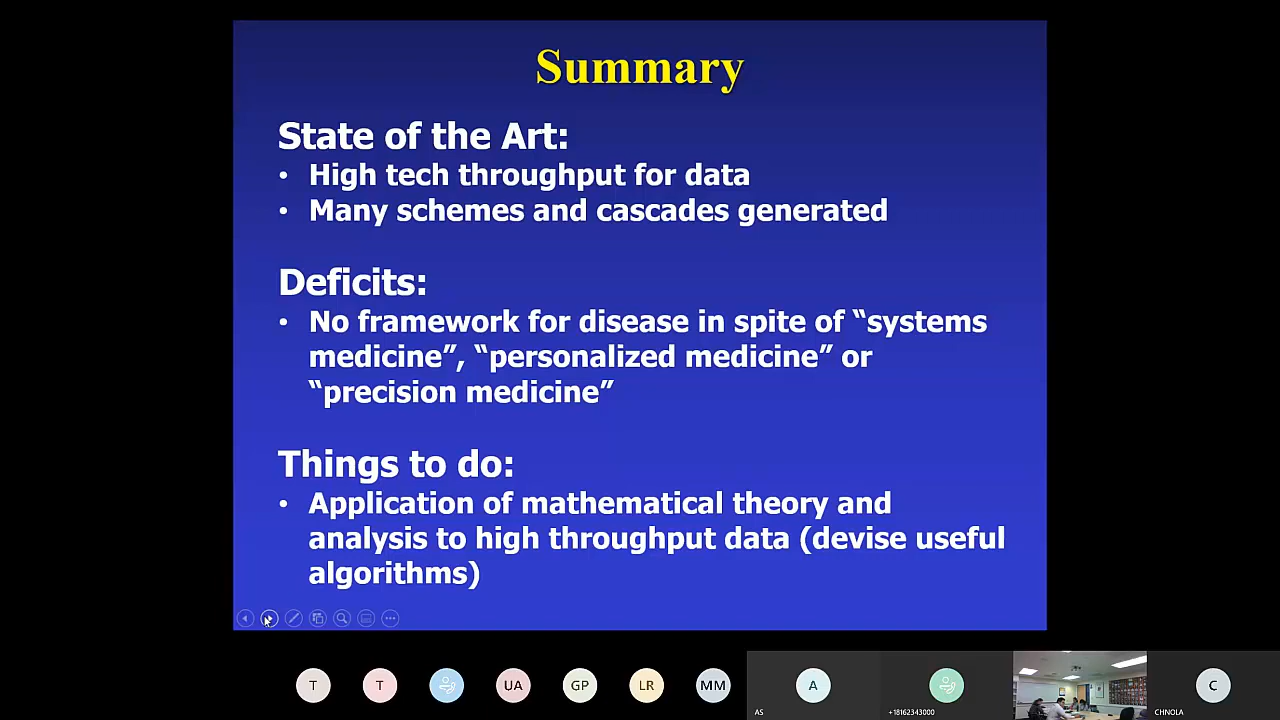 Summary
State of the Art:
• High tech throughput for data
• Many schemes and cascades generated
Deficits:
• No framework for disease in spite of “systems
medicine”, “personalized medicine” or
“precision medicine”
Things to do:
• Application of mathematical theory and
analysis to high throughput data (devise useful
algorithms)
T T UA GP LR MM A C
AS +18162343000 CHNOLA